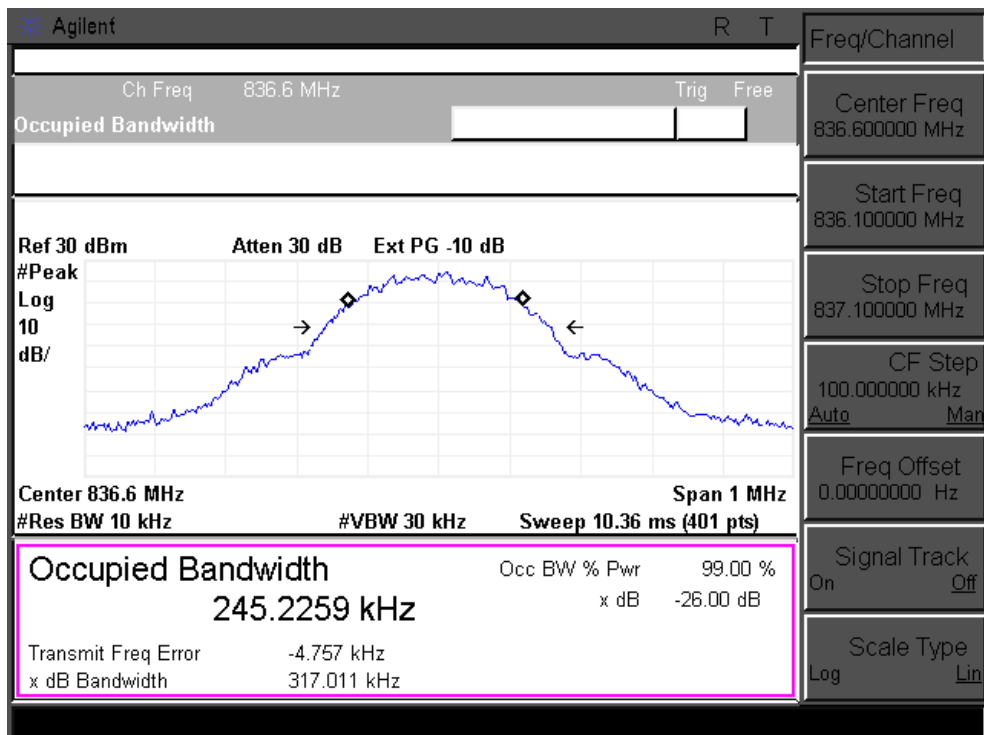 Agilent R T
Freq/Channel
Ch Freq 836.6 MHz Trig Free
Occupied Bandwidth
Center Freq
836.600000 MHz
Start Freq
836.100000 MHz
Stop Freq
837.100000 MHz
CF Step
100.000000 kHz
Auto Man
Freq Offset
0.00000000 Hz
Signal Track
On Off
Scale Type
Log Lin
Ref 30 dBm Atten 30 dB Ext PG -10 dB
#Peak
Log
10
dB/
Center 836.6 MHz Span 1 MHz
#Res BW 10 kHz #VBW 30 kHz Sweep 10.36 ms (401 pts)
Occupied Bandwidth
245.2259 kHz
Occ BW % Pwr 99.00 %
x dB -26.00 dB
Transmit Freq Error -4.757 kHz
x dB Bandwidth 317.011 kHz